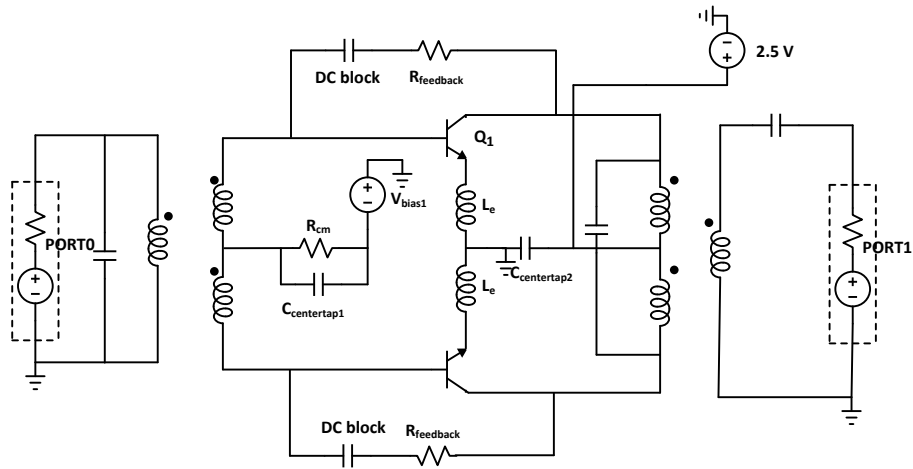 2.5 V
DC block
Rfeedback
Q1
Vbias1
Le
Rcm
PORT0
PORT1
Ccentertap2
Le
Ccentertap1
DC block
Rfeedback